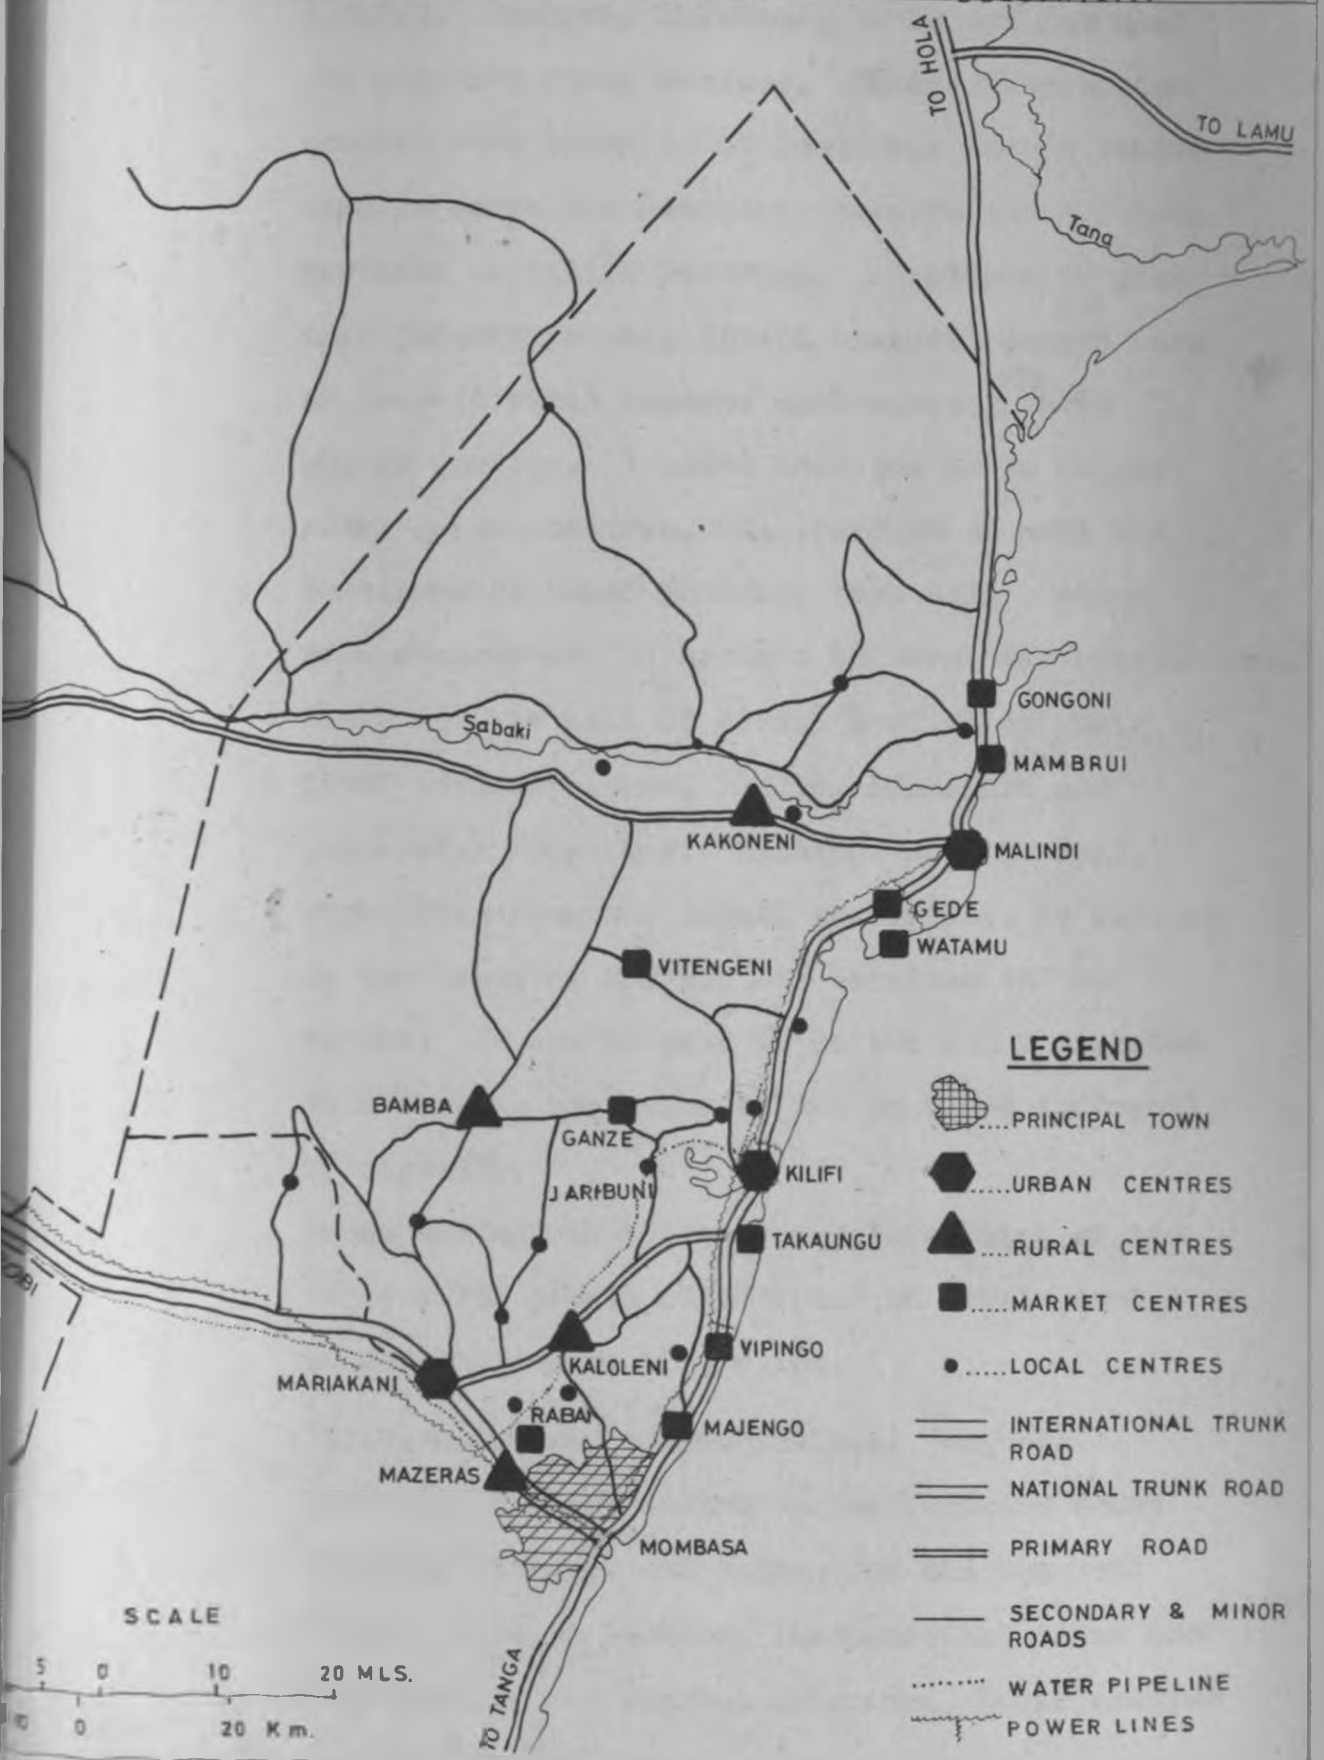 TO HOLA
TO LAMU
Tana
Sabaki
GONGONI
MAMBRUI
KAKONENI
MALINDI
GEDE
WATAMU
VITENGENI
BAMBA
GANZE
JARIBUNI
KILIFI
TAKAUNGU
KALOLENI
VIPINGO
MARIAKANI
RABAI
MAJENGO
MAZERAS
MOMBASA
TO TANGA
LEGEND
....PRINCIPAL TOWN
.....URBAN CENTRES
....RURAL CENTRES
.....MARKET CENTRES
.....LOCAL CENTRES
INTERNATIONAL TRUNK
ROAD
NATIONAL TRUNK ROAD
PRIMARY ROAD
SECONDARY & MINOR
ROADS
WATER PIPELINE
POWER LINES
SCALE
5 0 10 20 MLS.
0 20 Km.